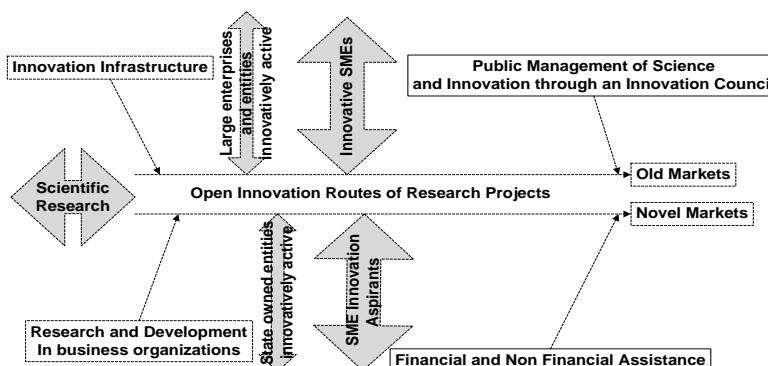 Innovation Infrastructure
Large enterprises
and entities
innovatively active
Innovative SMEs
Public Management of Science
and Innovation through an Innovation Counci
Scientific
Research
Open Innovation Routes of Research Projects
Old Markets
Novel Markets
Research and Development
In business organizations
State owned entities
innovatively active
SME Innovation
Aspirants
Financial and Non Financial Assistance